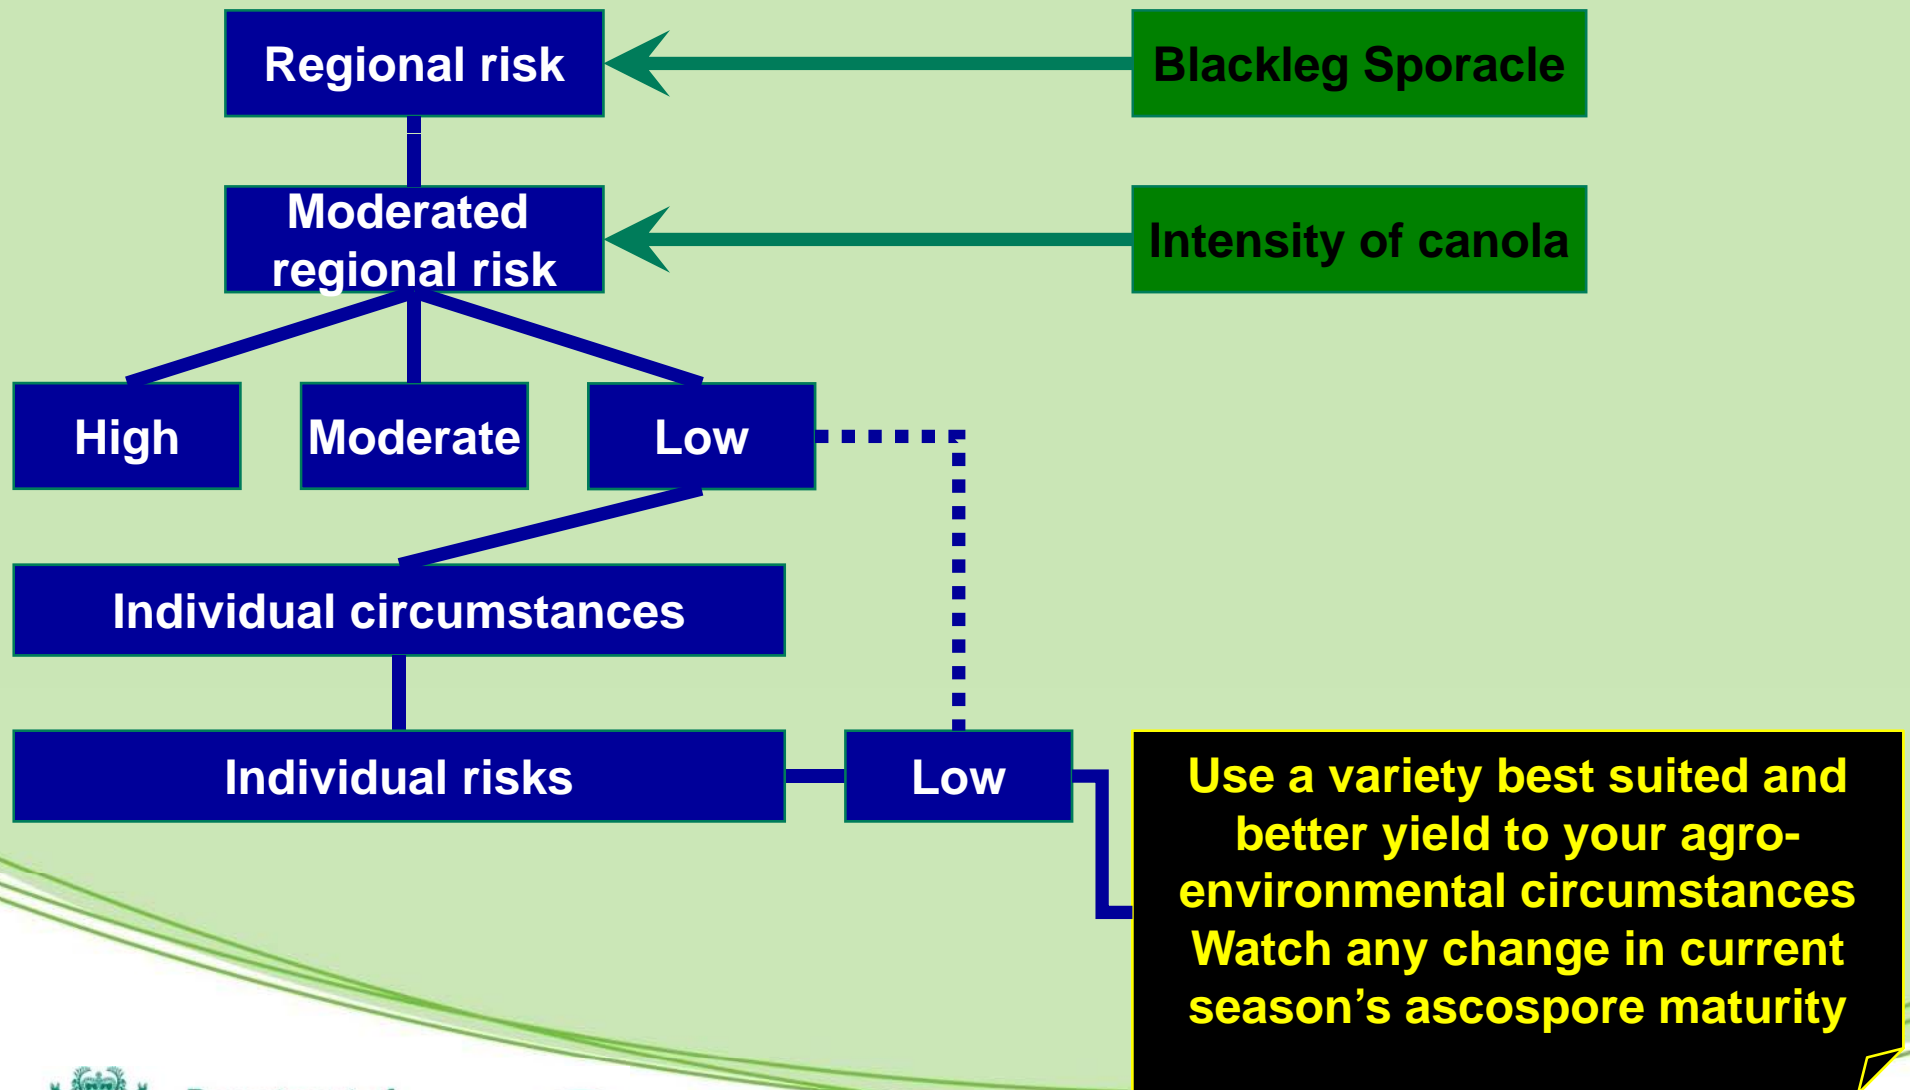 Regional risk
Blackleg Sporacle
Moderated
regional risk
Intensity of canola
High
Moderate
Low
Individual circumstances
Individual risks
Low
Use a variety best suited and
better yield to your agro-
environmental circumstances
Watch any change in current
season’s ascospore maturity